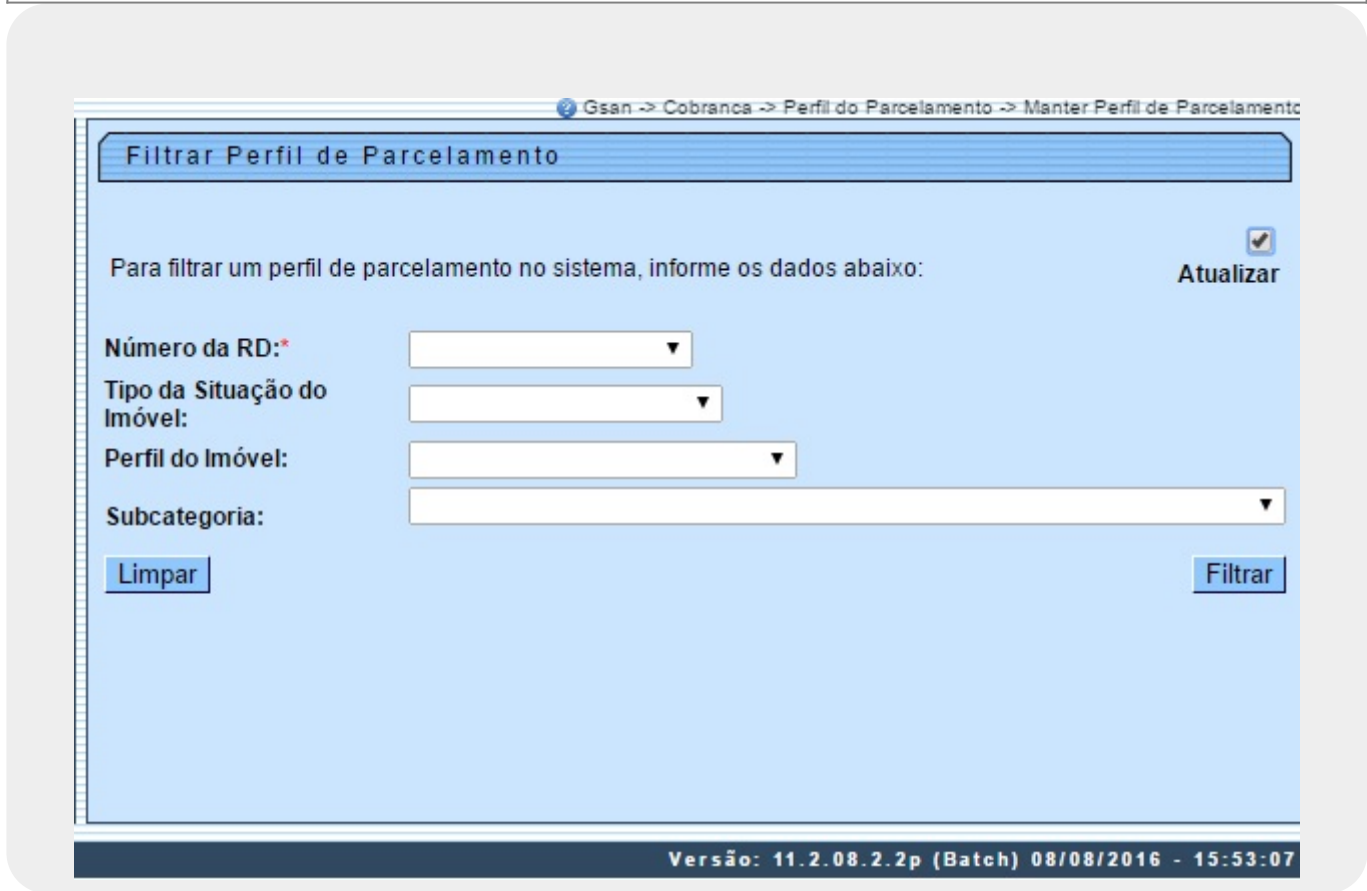 Gsan -> Cobranca -> Perfil do Parcelamento -> Manter Perfil de Parcelamento
Filtrar Perfil de Parcelamento
Para filtrar um perfil de parcelamento no sistema, informe os dados abaixo:
Atualizar
Número da RD:*
Tipo da Situação do
Imóvel:
Perfil do Imóvel:
Subcategoria:
Limpar
Filtrar
Versão: 11.2.08.2.2p (Batch) 08/08/2016 - 15:53:07